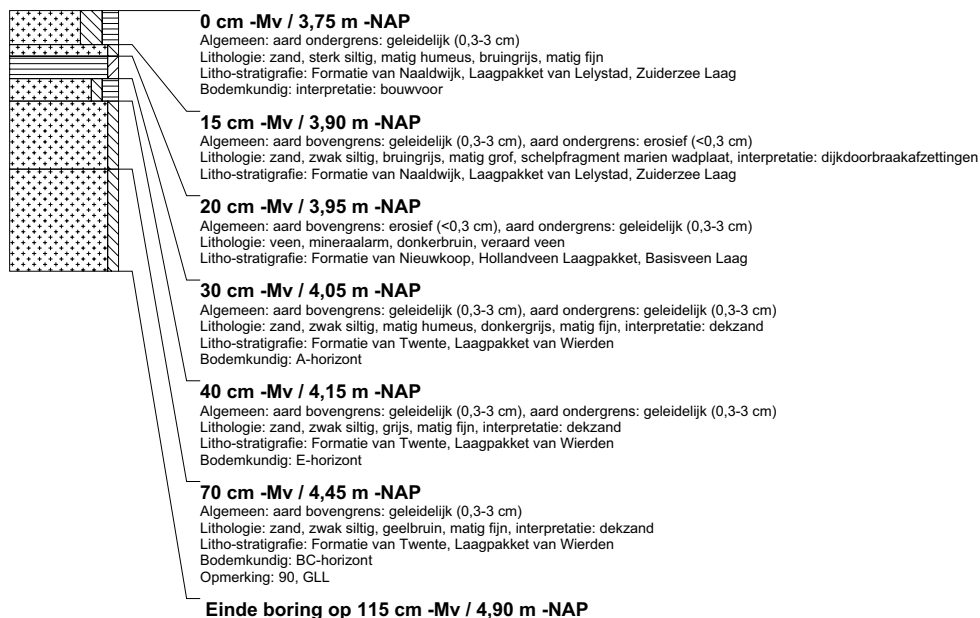 0 cm -Mv / 3,75 m -NAP
Algemeen: aard ondergrens: geleidelijk (0,3-3 cm)
Lithologie: zand, sterk siltig, matig humeus, bruingrijs, matig fijn
Litho-stratigrafie: Formatie van Naaldwijk, Laagpakket van Lelystad, Zuiderzee Laag
Bodemkundig: interpretatie: bouwvoor
15 cm -Mv / 3,90 m -NAP
Algemeen: aard bovengrens: geleidelijk (0,3-3 cm), aard ondergrens: erosief (<0,3 cm)
Lithologie: zand, zwak siltig, bruingrijs, matig grof, schelpfragment marien wadplaat, interpretatie: dijkdoorbraakafzettingen
Litho-stratigrafie: Formatie van Naaldwijk, Laagpakket van Lelystad, Zuiderzee Laag
20 cm -Mv / 3,95 m -NAP
Algemeen: aard bovengrens: erosief (<0,3 cm), aard ondergrens: geleidelijk (0,3-3 cm)
Lithologie: veen, mineraalarm, donkerbruin, veraard veen
Litho-stratigrafie: Formatie van Nieuwkoop, Hollandveen Laagpakket, Basisveen Laag
30 cm -Mv / 4,05 m -NAP
Algemeen: aard bovengrens: geleidelijk (0,3-3 cm), aard ondergrens: geleidelijk (0,3-3 cm)
Lithologie: zand, zwak siltig, matig humeus, donkergrijs, matig fijn, interpretatie: dekzand
Litho-stratigrafie: Formatie van Twente, Laagpakket van Wierden
Bodemkundig: A-horizont
40 cm -Mv / 4,15 m -NAP
Algemeen: aard bovengrens: geleidelijk (0,3-3 cm), aard ondergrens: geleidelijk (0,3-3 cm)
Lithologie: zand, zwak siltig, grijs, matig fijn, interpretatie: dekzand
Litho-stratigrafie: Formatie van Twente, Laagpakket van Wierden
Bodemkundig: E-horizont
70 cm -Mv / 4,45 m -NAP
Algemeen: aard bovengrens: geleidelijk (0,3-3 cm)
Lithologie: zand, zwak siltig, geelbruin, matig fijn, interpretatie: dekzand
Litho-stratigrafie: Formatie van Twente, Laagpakket van Wierden
Bodemkundig: BC-horizont
Opmerking: 90, GLL
Einde boring op 115 cm -Mv / 4,90 m -NAP